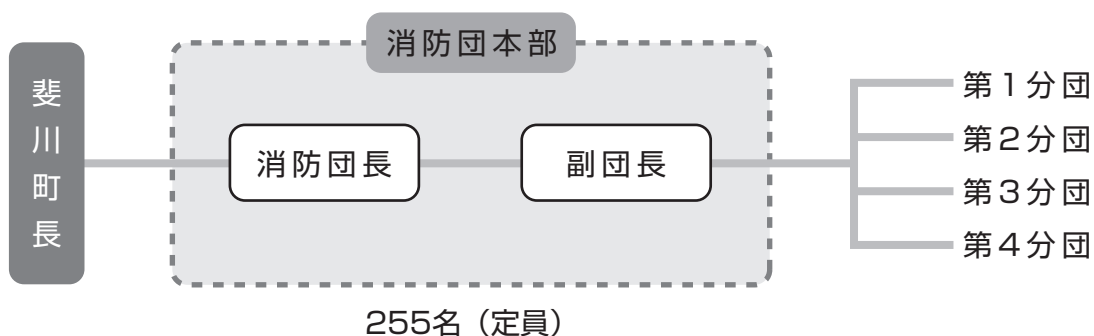 消防団本部
斐川町長
消防団長
副団長
第1分団
第2分団
第3分団
第4分団
255名（定員）